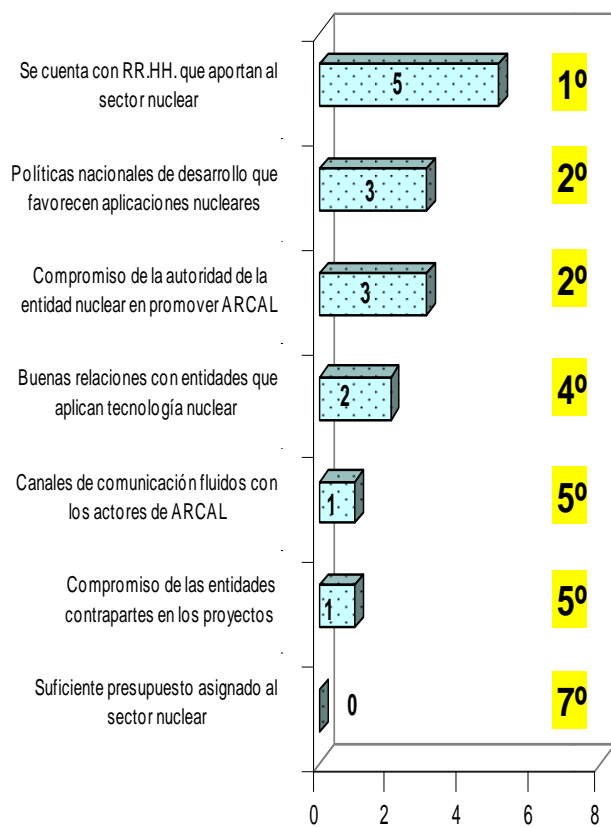 Se cuenta con RR.HH. que aportan al
sector nuclear
5
1º
Políticas nacionales de desarrollo que
favorecen aplicaciones nucleares
3
2º
Compromiso de la autoridad de la
entidad nuclear en promover ARCAL
3
2º
Buenas relaciones con entidades que
aplican tecnología nuclear
2
4º
Canales de comunicación fluidos con
los actores de ARCAL
1
5º
Compromiso de las entidades
contrapartes en los proyectos
1
5º
Suficiente presupuesto asignado al
sector nuclear
0
7º
0 2 4 6 8